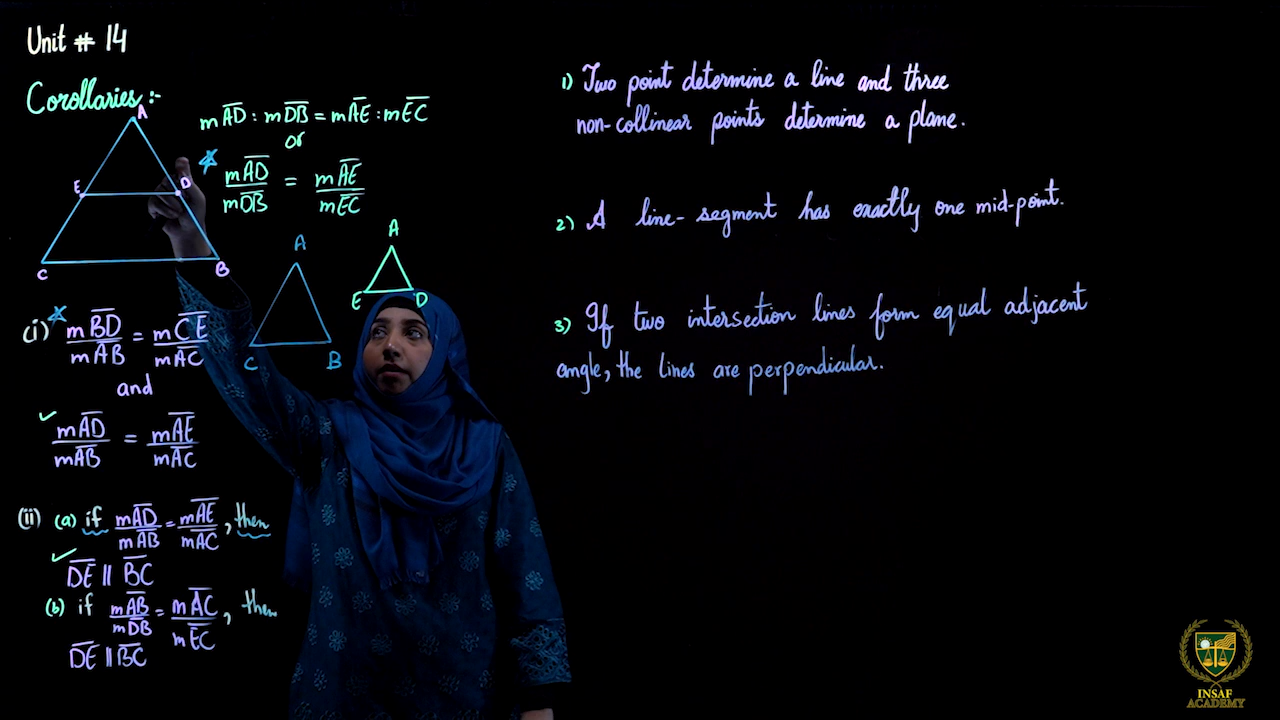 Unit # 14
Corollaries :-
A
E
D
C
B
mAD : mDB = mAE : mEC
or
mAD/mDB = mAE/mEC
A
C
B
A
E
D
(i) mBD/mAB = mCE/mAC
and
mAD/mAB = mAE/mAC
(ii) (a) if mAD/mAB = mAE/mAC, then
DE || BC
(b) if mAB/mDB = mAC/mEC, then
DE || BC
1) Two point determine a line and three
non-collinear points determine a plane.
2) A line-segment has exactly one mid-point.
3) If two intersection lines form equal adjacent
angle, the lines are perpendicular.
INSAF
ACADEMY